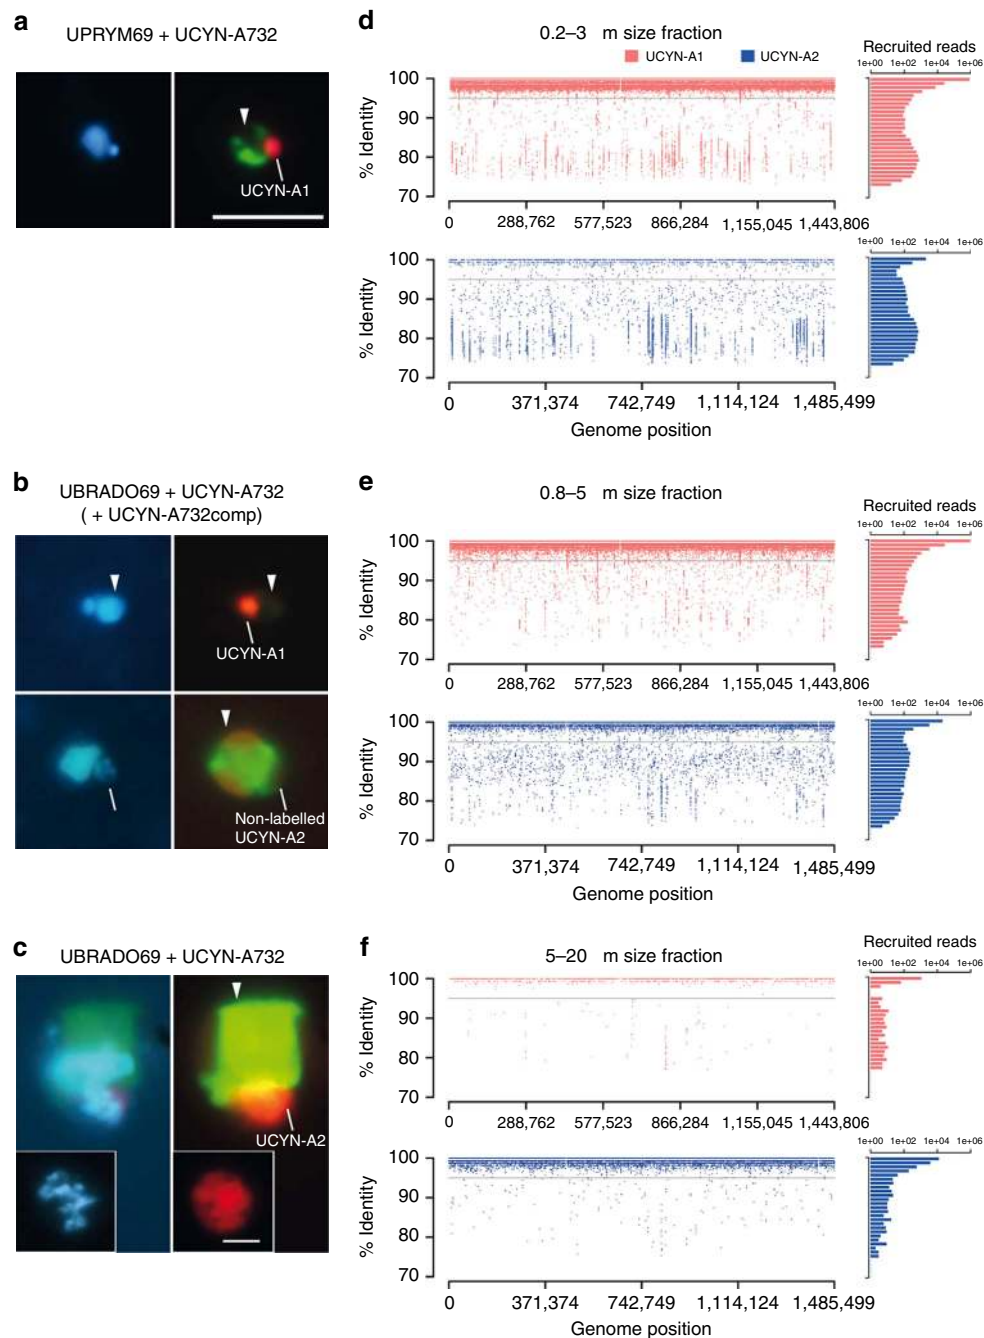 a
UPRYM69 + UCYN-A732
UCYN-A1
b
UBRADO69 + UCYN-A732
( + UCYN-A732comp)
UCYN-A1
Non-labelled
UCYN-A2
c
UBRADO69 + UCYN-A732
UCYN-A2
d
0.2–3 m size fraction
UCYN-A1 UCYN-A2
Recruited reads
1e+00 1e+02 1e+04 1e+06
% Identity
100
90
80
70
0 288,762 577,523 866,284 1,155,045 1,443,806
1e+00 1e+02 1e+04 1e+06
% Identity
100
90
80
70
0 371,374 742,749 1,114,124 1,485,499
Genome position
e
0.8–5 m size fraction
Recruited reads
1e+00 1e+02 1e+04 1e+06
% Identity
100
90
80
70
0 288,762 577,523 866,284 1,155,045 1,443,806
1e+00 1e+02 1e+04 1e+06
% Identity
100
90
80
70
0 371,374 742,749 1,114,124 1,485,499
Genome position
f
5–20 m size fraction
Recruited reads
1e+00 1e+02 1e+04 1e+06
% Identity
100
90
80
70
0 288,762 577,523 866,284 1,155,045 1,443,806
1e+00 1e+02 1e+04 1e+06
% Identity
100
90
80
70
0 371,374 742,749 1,114,124 1,485,499
Genome position